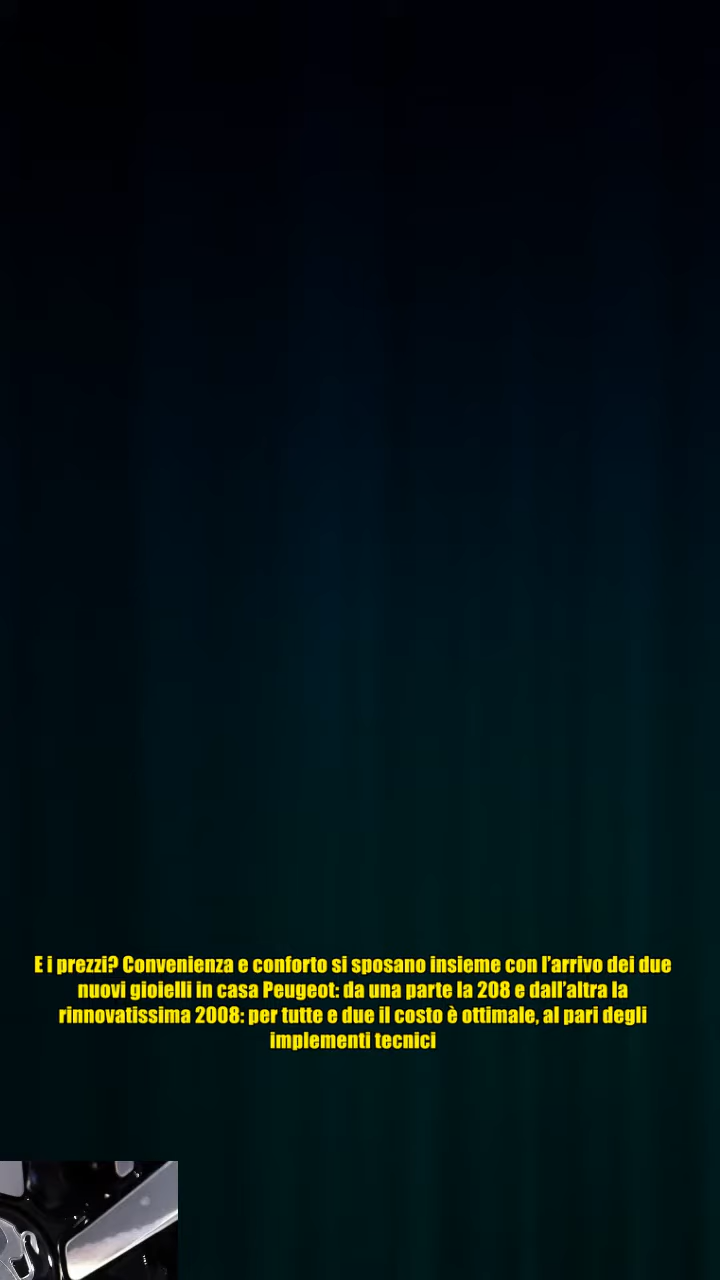 E i prezzi? Convenienza e conforto si sposano insieme con l’arrivo dei due
nuovi gioielli in casa Peugeot: da una parte la 208 e dall’altra la
rinnovatissima 2008: per tutte e due il costo è ottimale, al pari degli
implementi tecnici